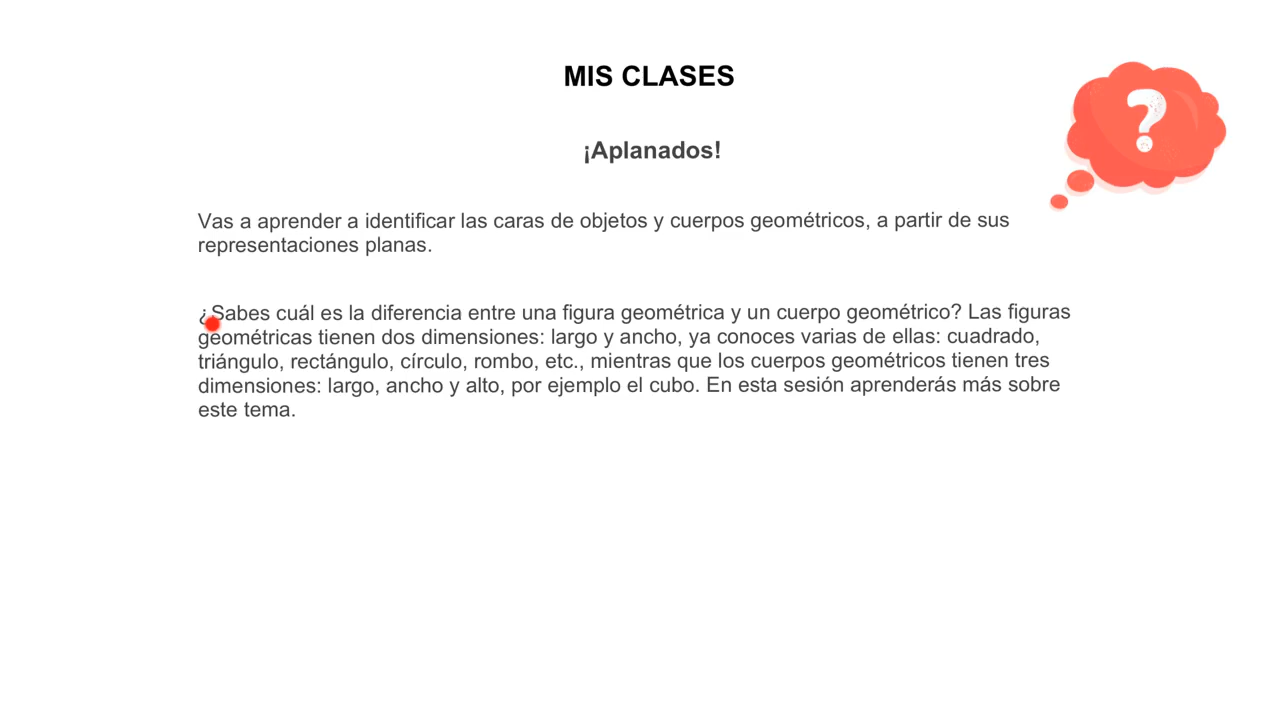 MIS CLASES
¡Aplanados!
Vas a aprender a identificar las caras de objetos y cuerpos geométricos, a partir de sus
representaciones planas.
¿Sabes cuál es la diferencia entre una figura geométrica y un cuerpo geométrico? Las figuras
geométricas tienen dos dimensiones: largo y ancho, ya conoces varias de ellas: cuadrado,
triángulo, rectángulo, círculo, rombo, etc., mientras que los cuerpos geométricos tienen tres
dimensiones: largo, ancho y alto, por ejemplo el cubo. En esta sesión aprenderás más sobre
este tema.
?